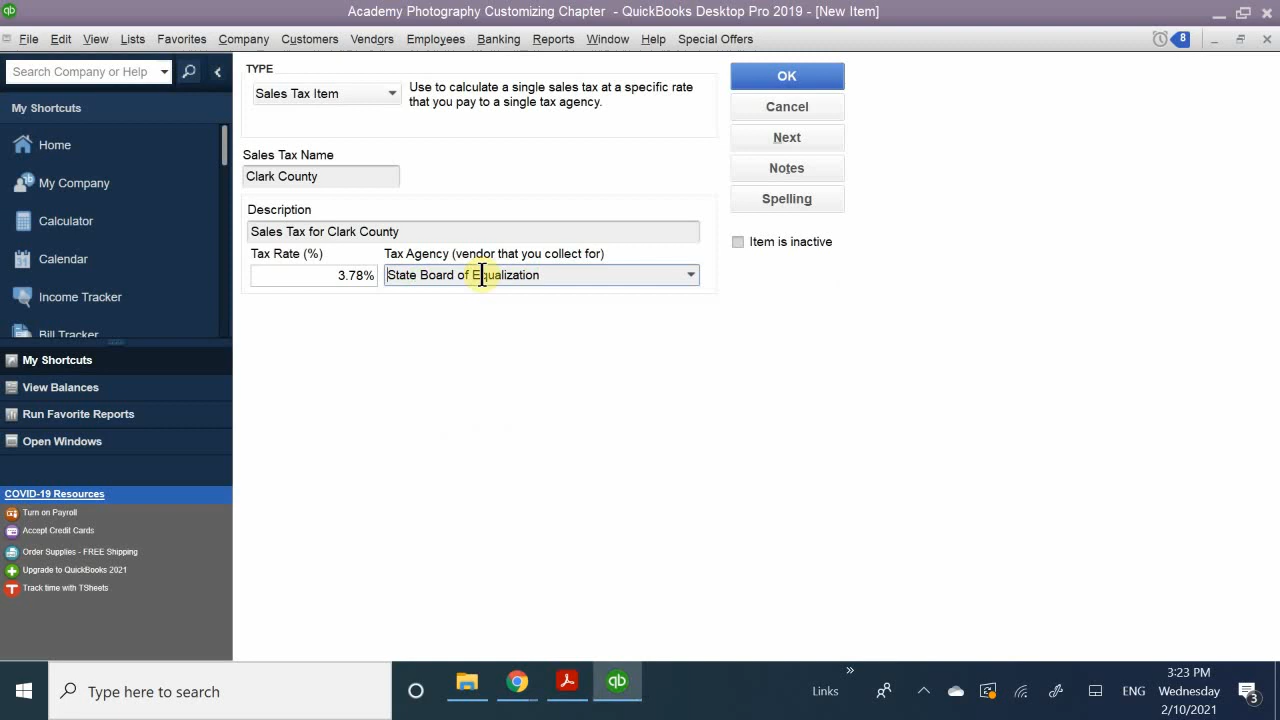 Academy Photography Customizing Chapter - QuickBooks Desktop Pro 2019 - [New Item]
File Edit View Lists Favorites Company Customers Vendors Employees Banking Reports Window Help Special Offers 8
Search Company or Help
My Shortcuts
Home
My Company
Calculator
Calendar
Income Tracker
Bill Tracker
My Shortcuts
View Balances
Run Favorite Reports
Open Windows
COVID-19 Resources
Turn on Payroll
Accept Credit Cards
Order Supplies - FREE Shipping
Upgrade to QuickBooks 2021
Track time with TSheets
TYPE
Sales Tax Item
Use to calculate a single sales tax at a specific rate
that you pay to a single tax agency.
Sales Tax Name
Clark County
Description
Sales Tax for Clark County
Tax Rate (%) Tax Agency (vendor that you collect for)
3.78% State Board of Equalization
OK
Cancel
Next
Notes
Spelling
Item is inactive
Type here to search
qb
Links
ENG
3:23 PM
Wednesday
2/10/2021
3